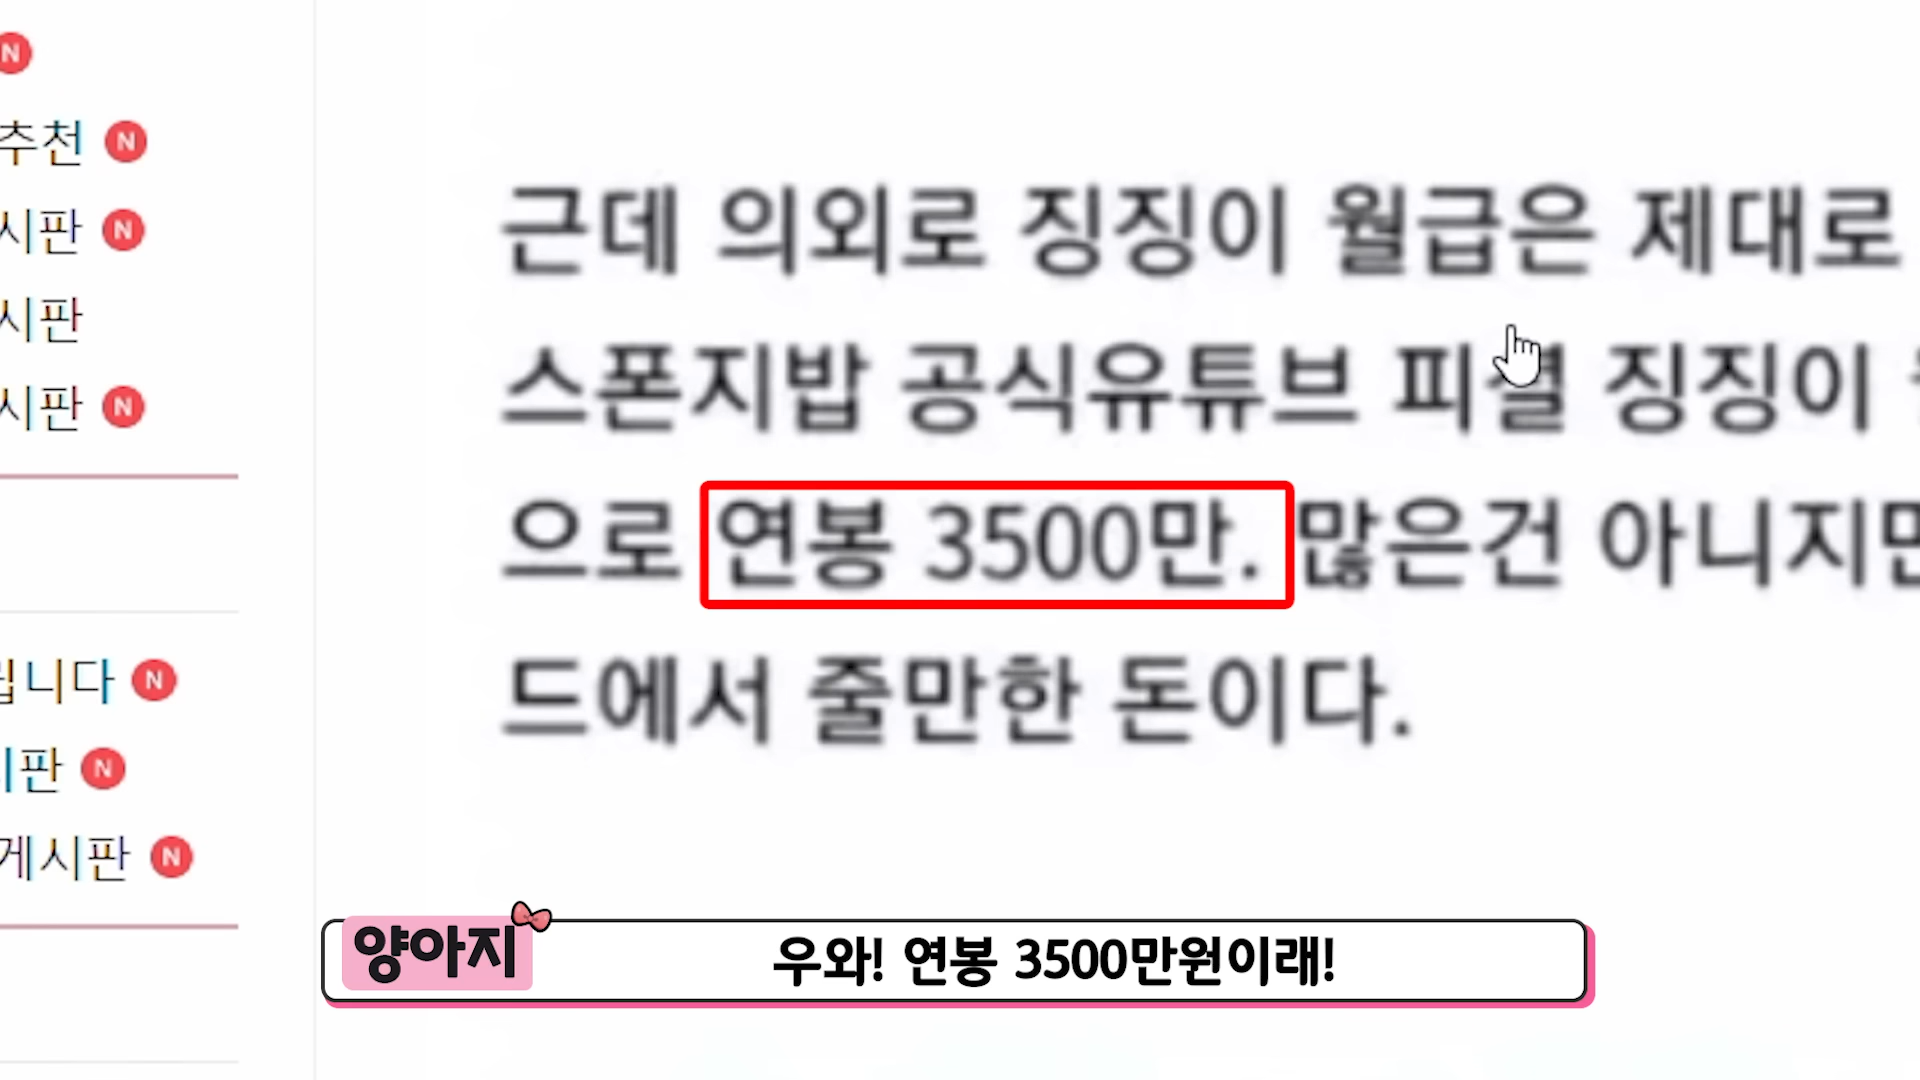 N
추천 N
시판 N
시판
시판 N
립니다 N
시판 N
게시판 N
근데 의외로 징징이 월급은 제대로
스폰지밥 공식유튜브 피셜 징징이
으로 연봉 3500만. 많은건 아니지만
드에서 줄만한 돈이다.
양아지
우와! 연봉 3500만원이래!